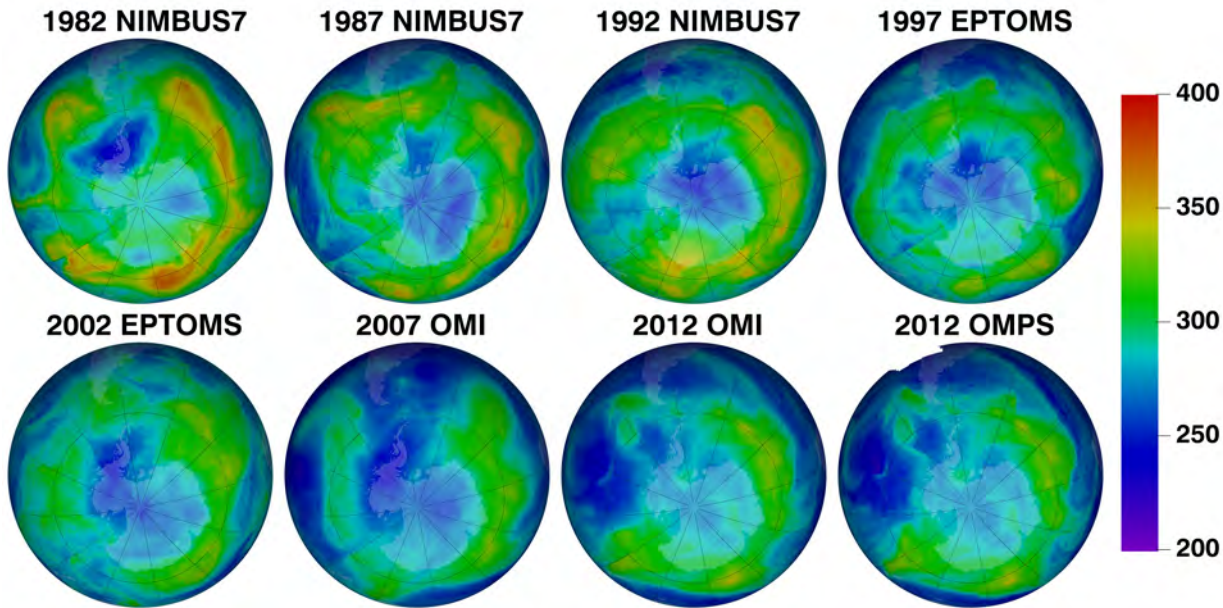 1982 NIMBUS7
1987 NIMBUS7
1992 NIMBUS7
1997 EPTOMS
400
350
300
250
200
2002 EPTOMS
2007 OMI
2012 OMI
2012 OMPS